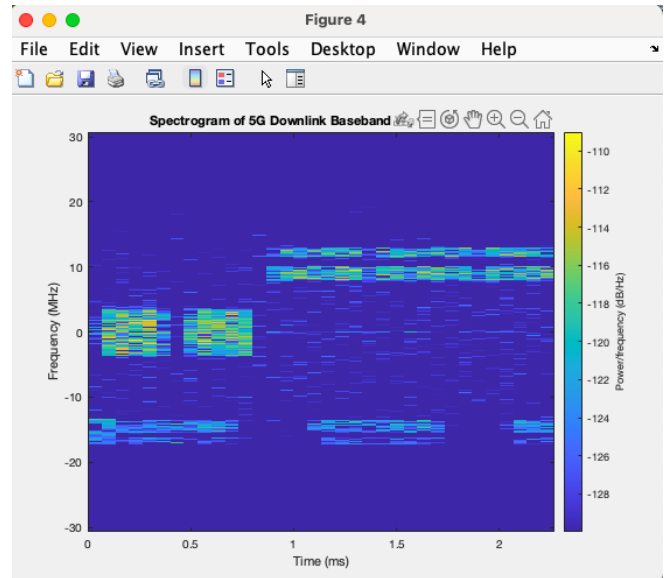 Figure 4
File Edit View Insert Tools Desktop Window Help
Spectrogram of 5G Downlink Baseband
30
20
10
0
-10
-20
-30
Frequency (MHz)
0 0.5 1 1.5 2
Time (ms)
-110
-112
-114
-116
-118
-120
-122
-124
-126
-128
Power/frequency (dB/Hz)